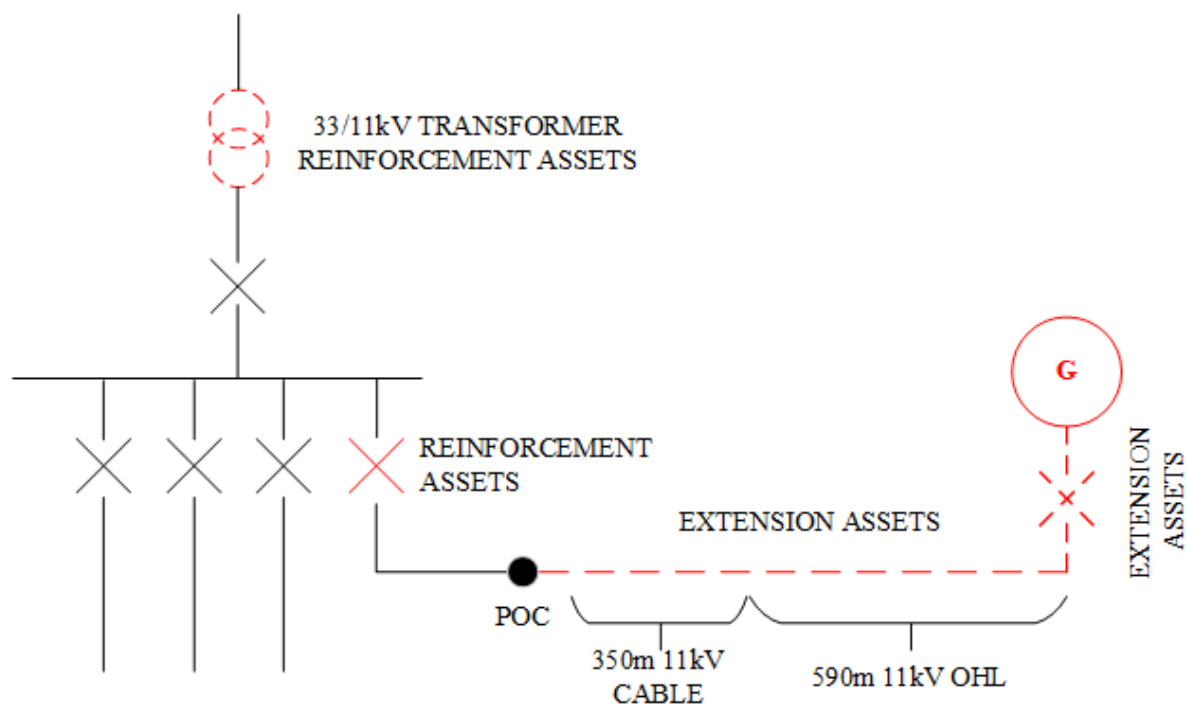 33/11kV TRANSFORMER
REINFORCEMENT ASSETS
G
REINFORCEMENT
ASSETS
EXTENSION ASSETS
EXTENSION
ASSETS
POC
350m 11kV
CABLE
590m 11kV OHL